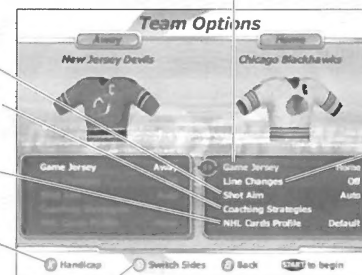 Team Options
Away
Home
New Jersey Devils
Chicago Blackhawks
Game Jersey Away
Game Jersey Home
Line Changes Off
Shot Aim Auto
Coaching Strategies
NHL Cards Profile Default
Handicap
Switch Sides
Back
START to begin